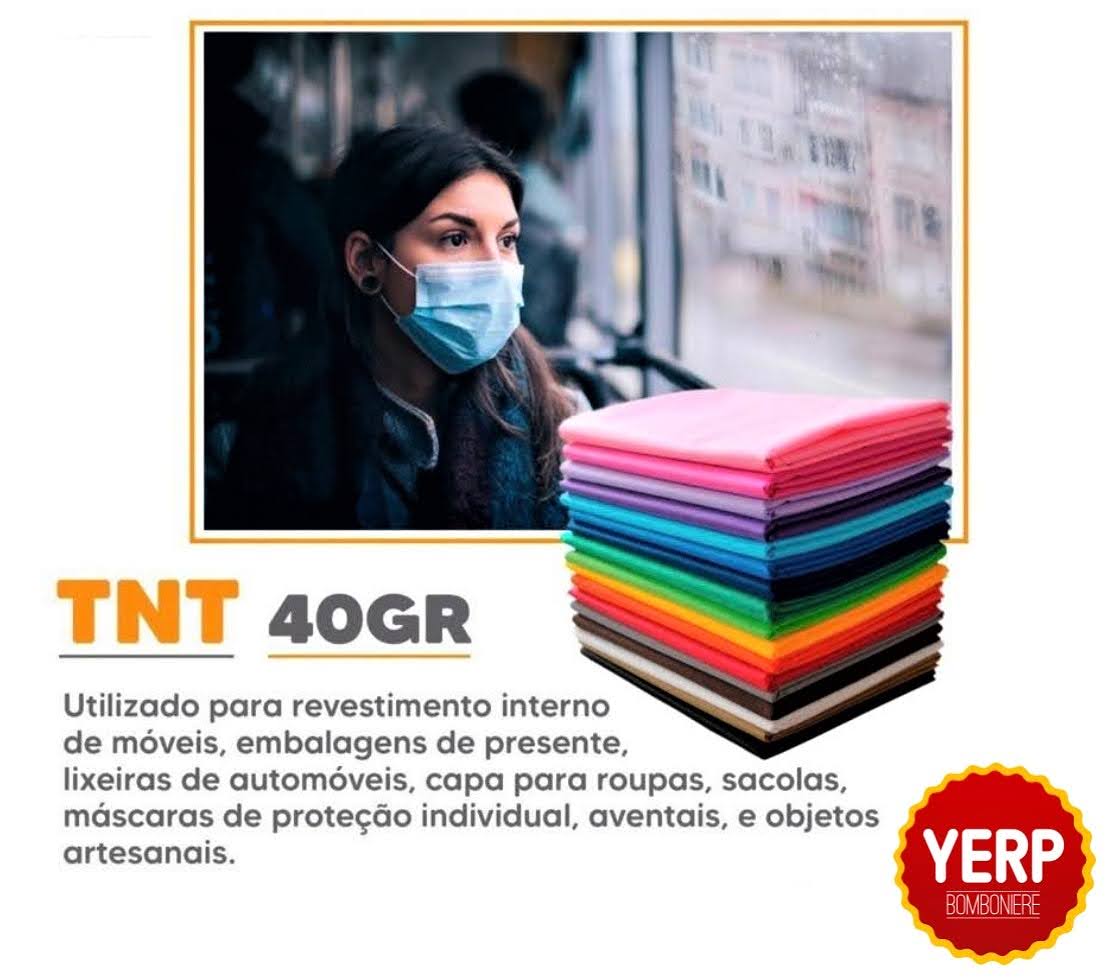 TNT 40GR
Utilizado para revestimento interno
de móveis, embalagens de presente,
lixeiras de automóveis, capa para roupas, sacolas,
máscaras de proteção individual, aventais, e objetos
artesanais.
YERP
BOMBONIERE